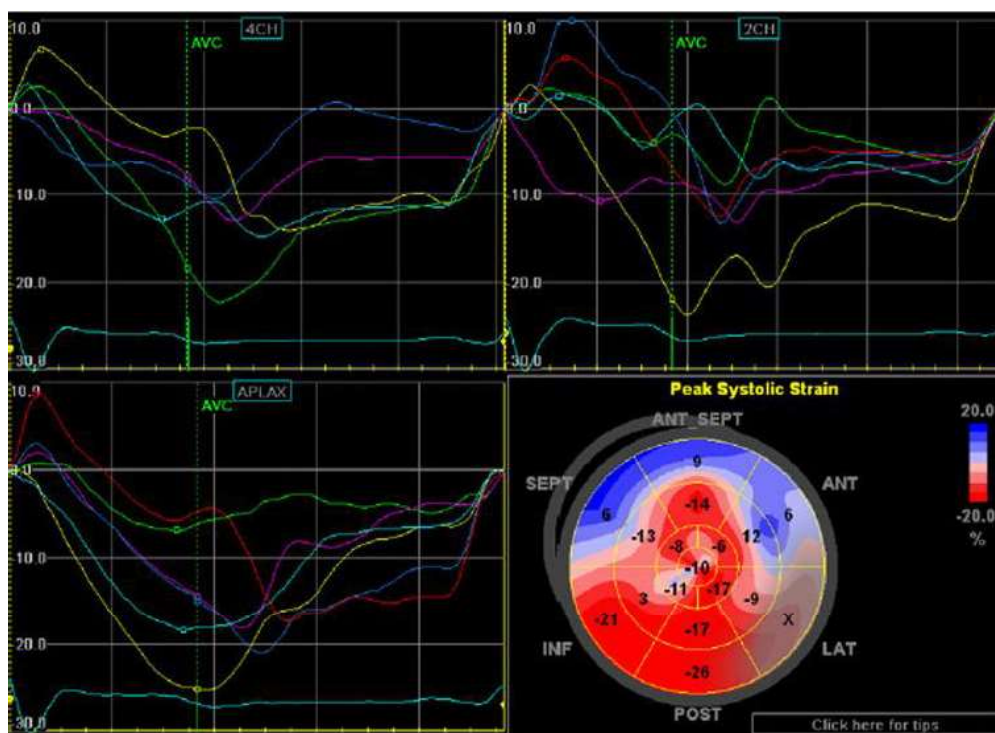 10.0
4CH
AVC
0.0
10.0
20.0
30.0
10.0
2CH
AVC
0.0
10.0
20.0
30.0
10.0
APLAX
AVC
0.0
10.0
20.0
30.0
Peak Systolic Strain
ANT_SEPT
20.0
SEPT
9
ANT
6
-14
6
-20.0
%
-13
12
-8
-6
-10
-11
-17
3
-9
-21
-17
X
INF
LAT
-26
POST
Click here for tips